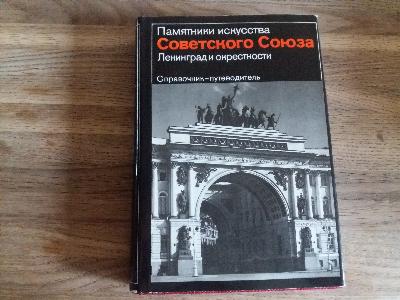 Памятники искусства
Советского Союза
Ленинград и окрестности
Справочник-путеводитель